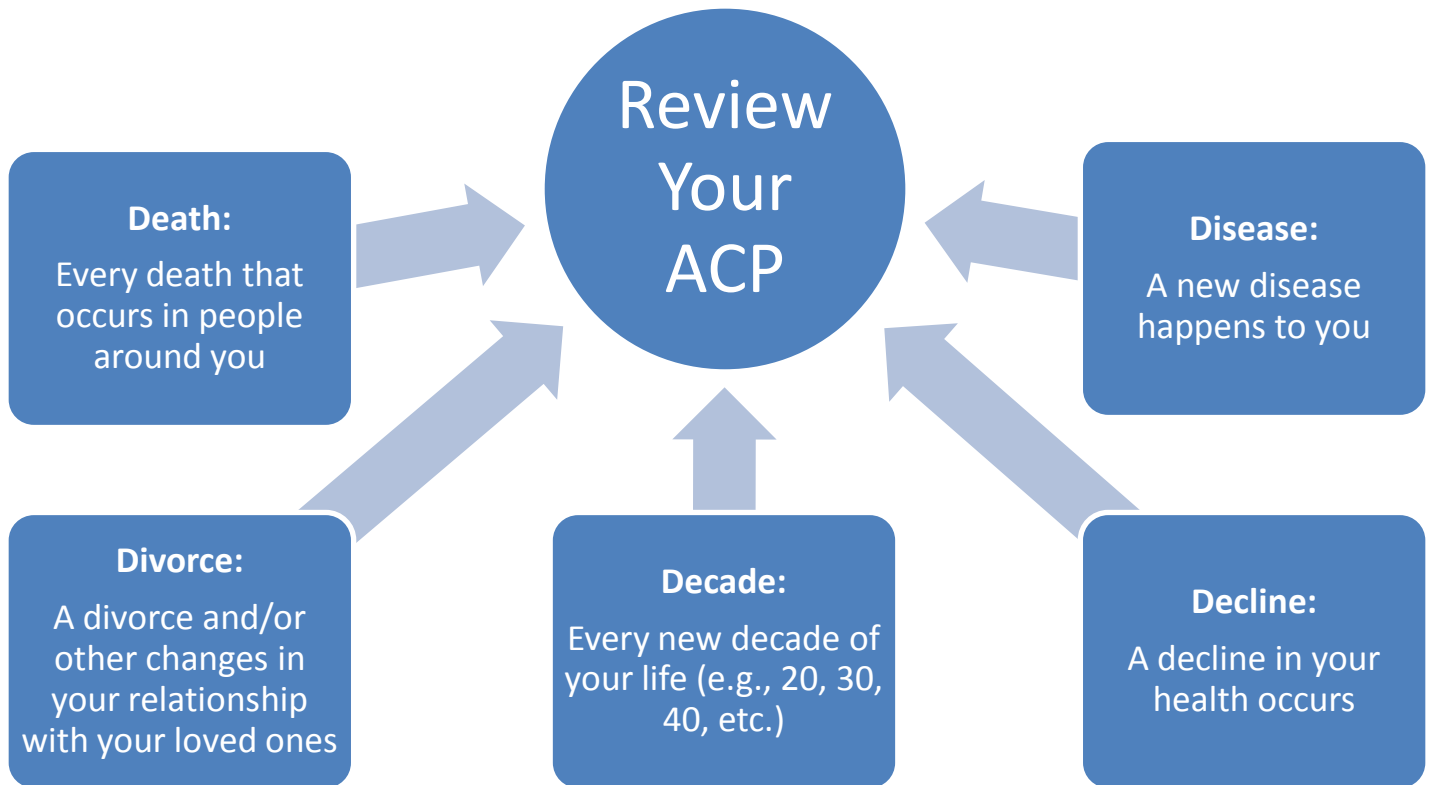 Review
Your
ACP
Death:
Every death that
occurs in people
around you
Disease:
A new disease
happens to you
Divorce:
A divorce and/or
other changes in
your relationship
with your loved ones
Decade:
Every new decade of
your life (e.g., 20, 30,
40, etc.)
Decline:
A decline in your
health occurs